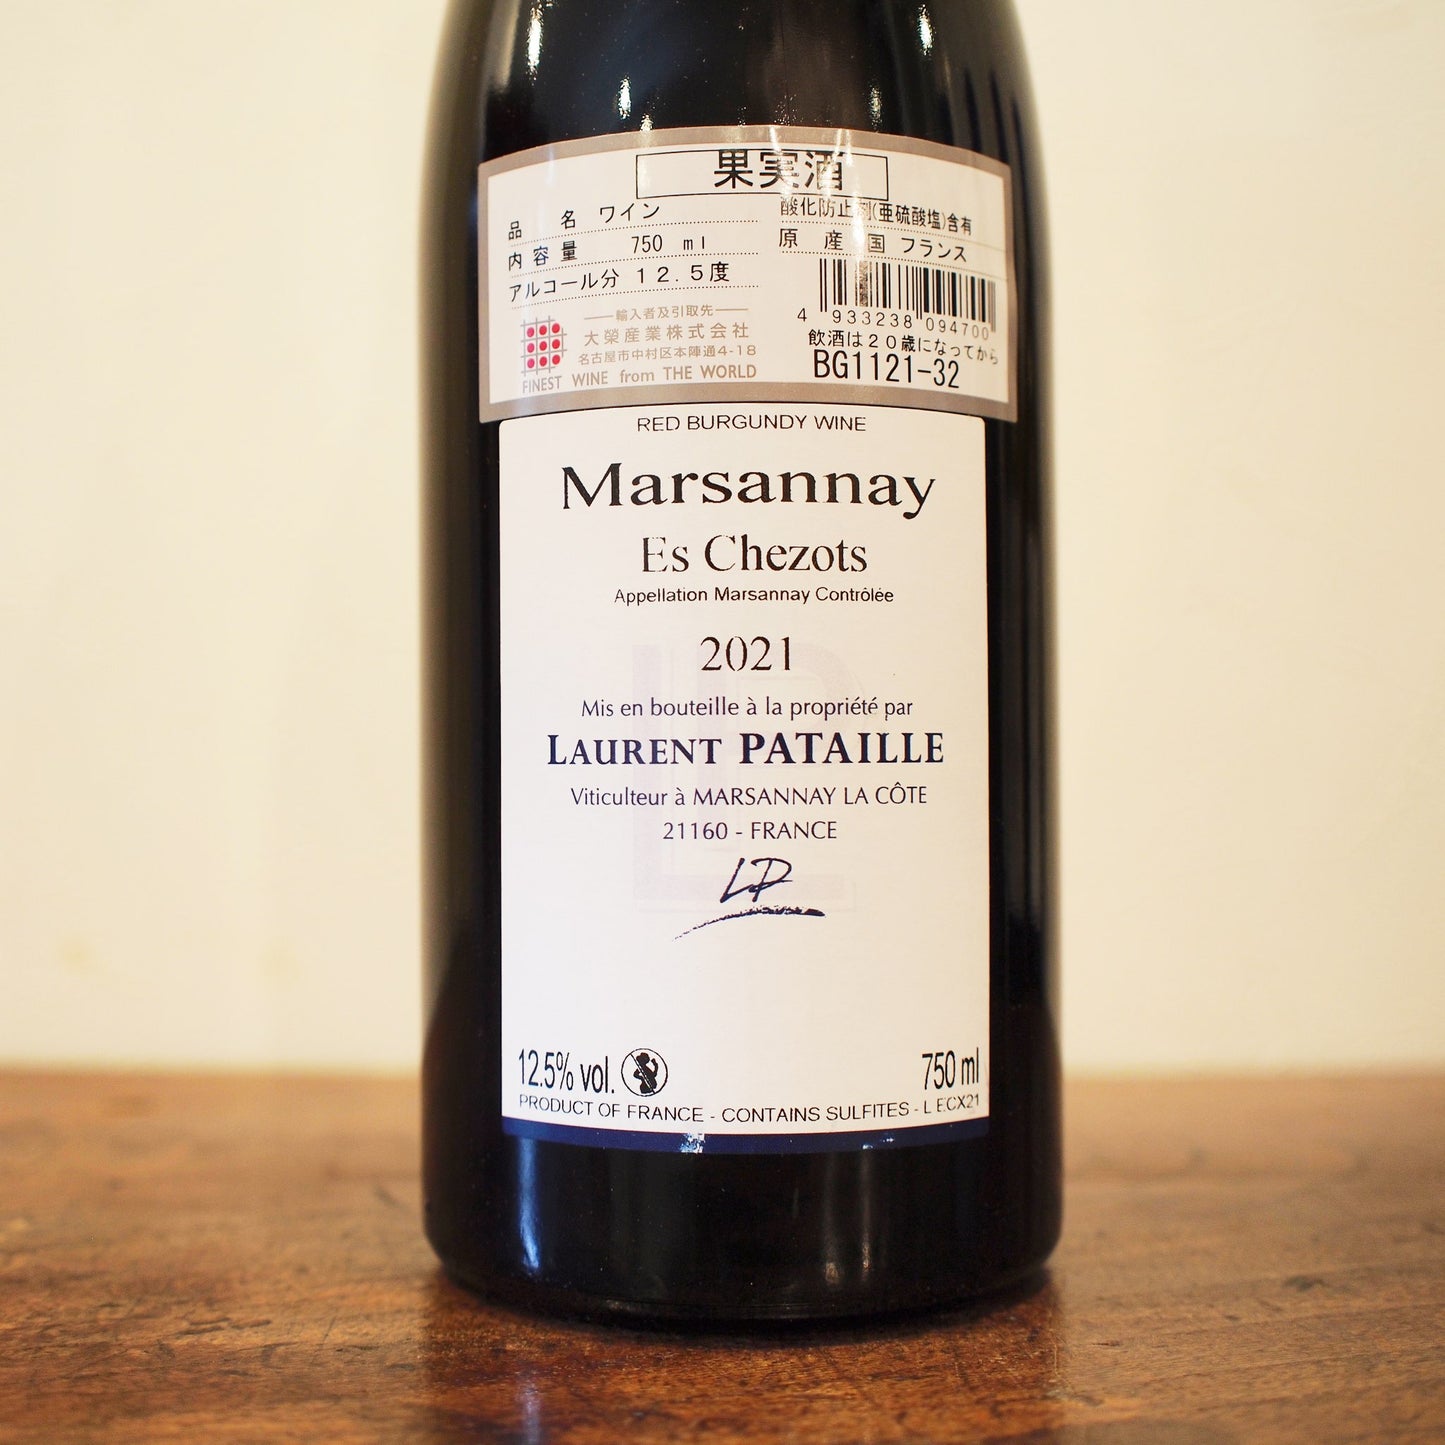 果実酒
品 名 ワイン
酸化防止剤(亜硫酸塩)含有
内容量 750 ml
原産国 フランス
アルコール分 12.5度
4 933238 094700
輸入者及引取先
大榮産業株式会社
名古屋市中村区本陣通4-18
FINEST WINE from THE WORLD
飲酒は20歳になってから
BG1121-32
RED BURGUNDY WINE
Marsannay
Es Chezots
Appellation Marsannay Contrôlée
2021
Mis en bouteille à la propriété par
LAURENT PATAILLE
Viticulteur à MARSANNAY LA CÔTE
21160 - FRANCE
LP
12.5% vol.
750 ml
PRODUCT OF FRANCE - CONTAINS SULFITES - L ECX21